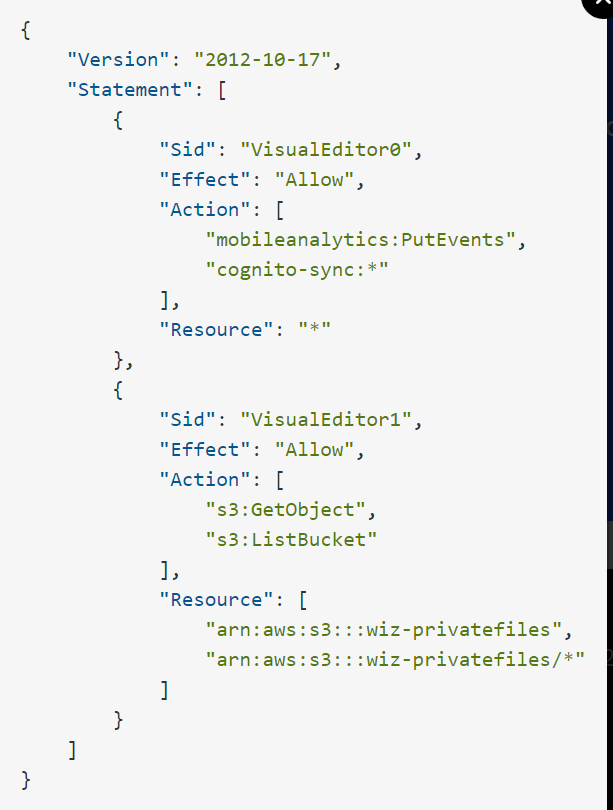 {
    "Version": "2012-10-17",
    "Statement": [
        {
            "Sid": "VisualEditor0",
            "Effect": "Allow",
            "Action": [
                "mobileanalytics:PutEvents",
                "cognito-sync:*"
            ],
            "Resource": "*"
        },
        {
            "Sid": "VisualEditor1",
            "Effect": "Allow",
            "Action": [
                "s3:GetObject",
                "s3:ListBucket"
            ],
            "Resource": [
                "arn:aws:s3:::wiz-privatefiles",
                "arn:aws:s3:::wiz-privatefiles/*"
            ]
        }
    ]
}